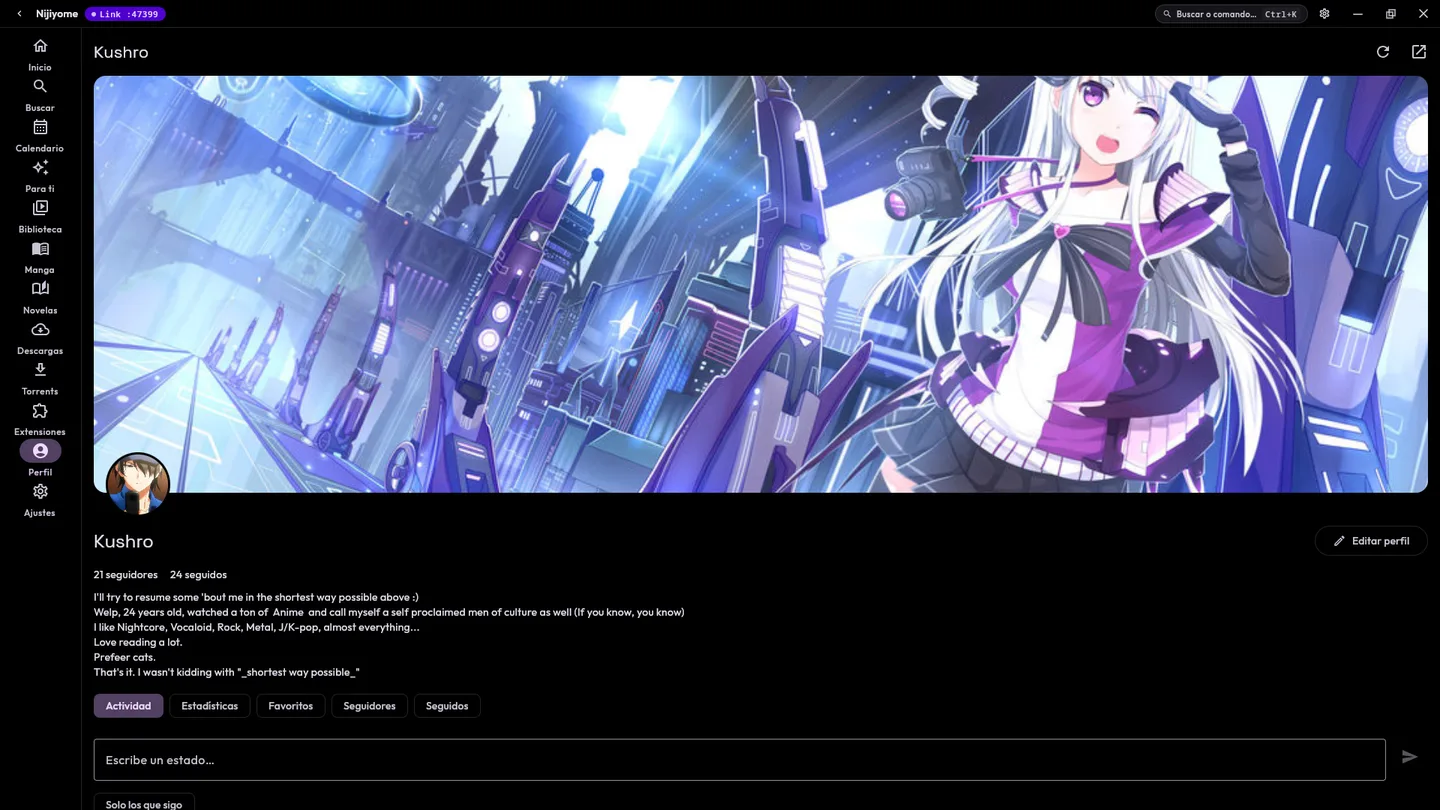 Nijiyome
Link :47399
Buscar o comando... Ctrl+K
Inicio
Buscar
Calendario
Para ti
Biblioteca
Manga
Novelas
Descargas
Torrents
Extensiones
Perfil
Ajustes
Kushro
Kushro
Editar perfil
21 seguidores 24 seguidos
I'll try to resume some 'bout me in the shortest way possible above :)
Welp, 24 years old, watched a ton of Anime and call myself a self proclaimed men of culture as well (If you know, you know)
I like Nightcore, Vocaloid, Rock, Metal, J/K-pop, almost everything...
Love reading a lot.
Prefeer cats.
That's it. I wasn't kidding with "_shortest way possible_"
Actividad Estadísticas Favoritos Seguidores Seguidos
Escribe un estado...
Solo los que sigo